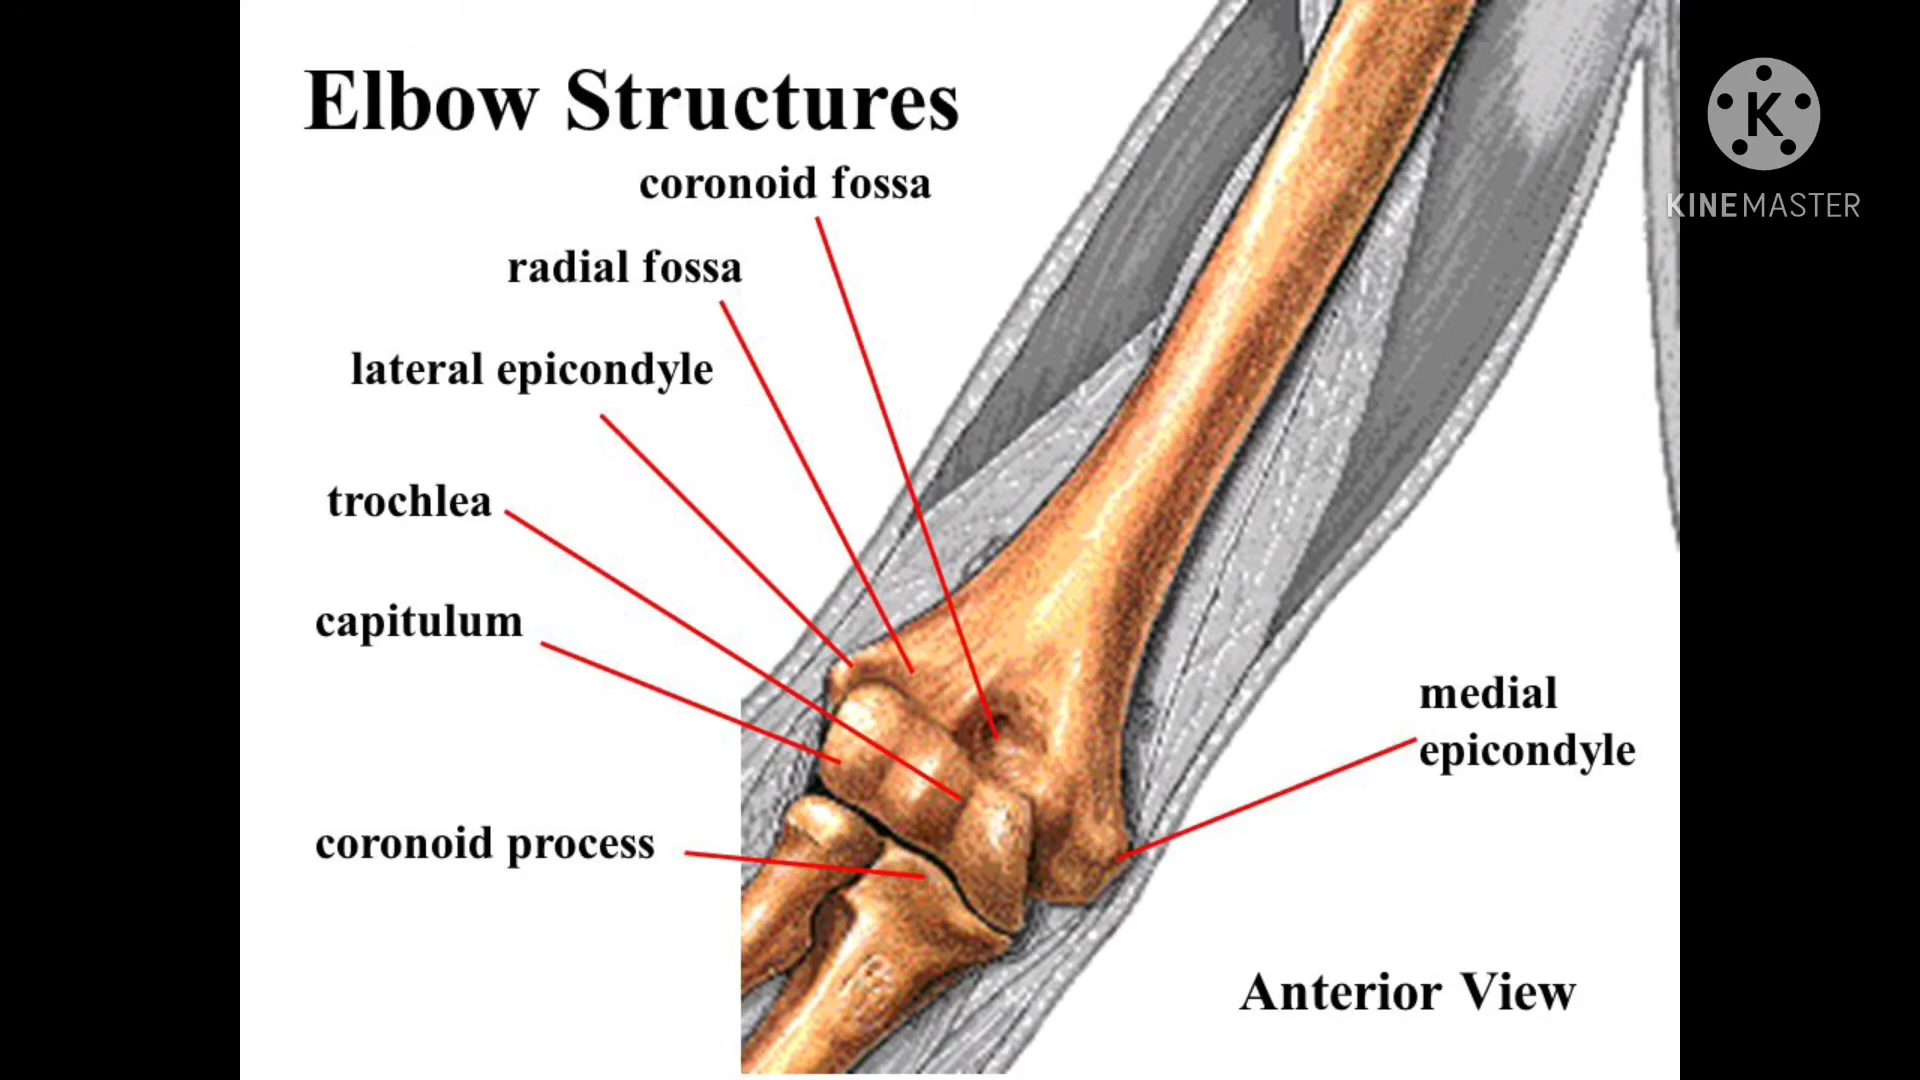 Elbow Structures
coronoid fossa
radial fossa
lateral epicondyle
trochlea
capitulum
coronoid process
medial
epicondyle
Anterior View
K
KINEMASTER